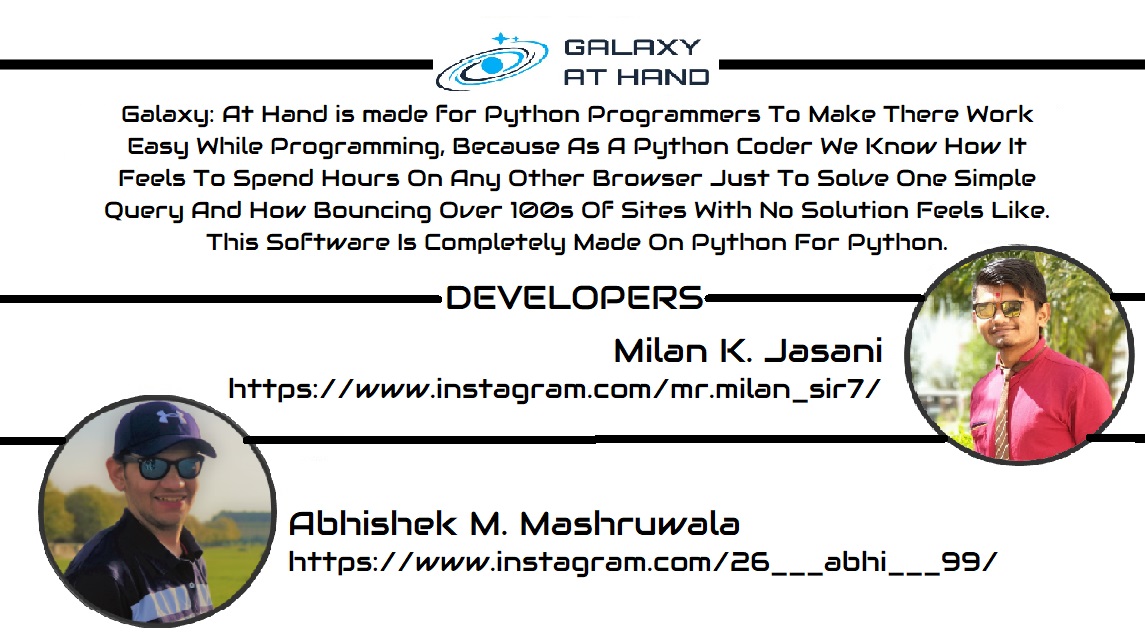 GALAXY
AT HAND
Galaxy: At Hand is made for Python Programmers To Make There Work
Easy While Programming, Because As A Python Coder We Know How It
Feels To Spend Hours On Any Other Browser Just To Solve One Simple
Query And How Bouncing Over 100s Of Sites With No Solution Feels Like.
This Software Is Completely Made On Python For Python.
DEVELOPERS
Milan K. Jasani
https://www.instagram.com/mr.milan_sir7/
Abhishek M. Mashruwala
https://www.instagram.com/26___abhi___99/